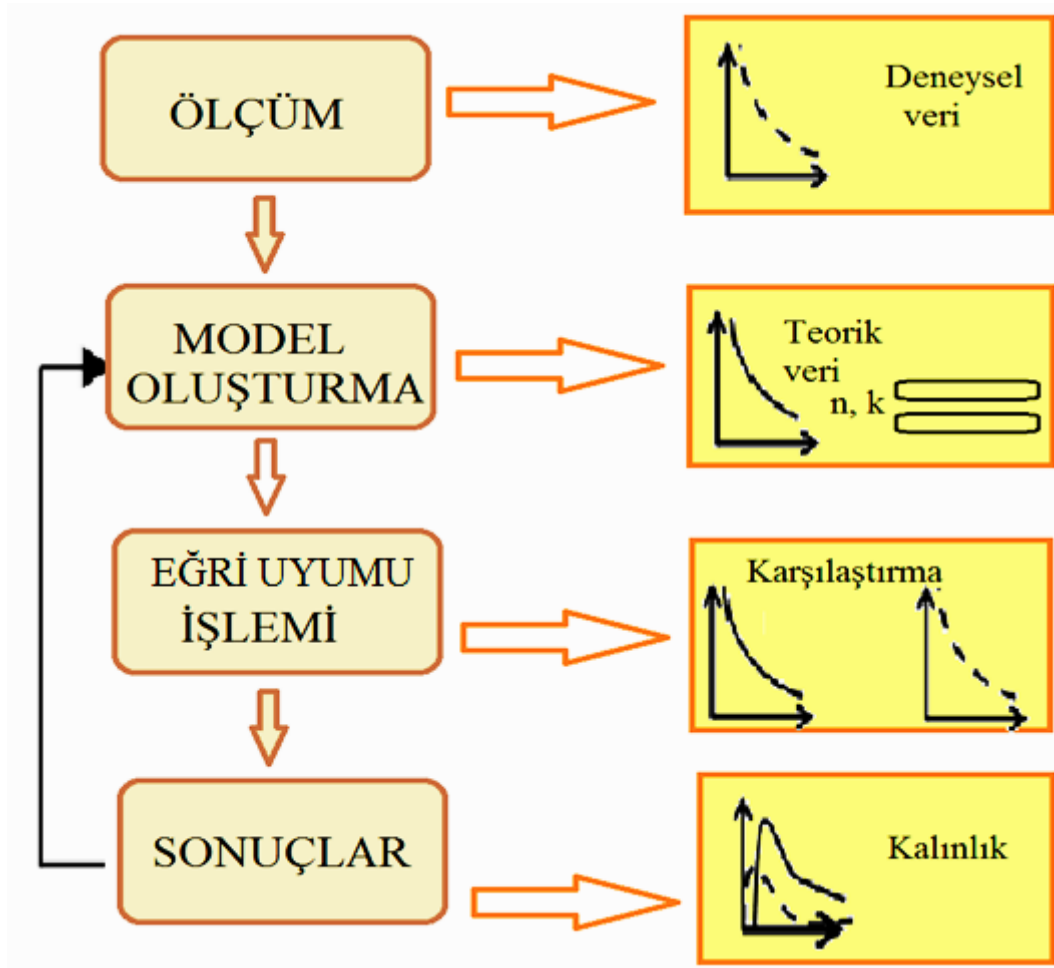 ÖLÇÜM
Deneysel
veri
MODEL
OLUŞTURMA
Teorik
veri
n, k
EĞRİ UYUMU
İŞLEMİ
Karşılaştırma
SONUÇLAR
Kalınlık